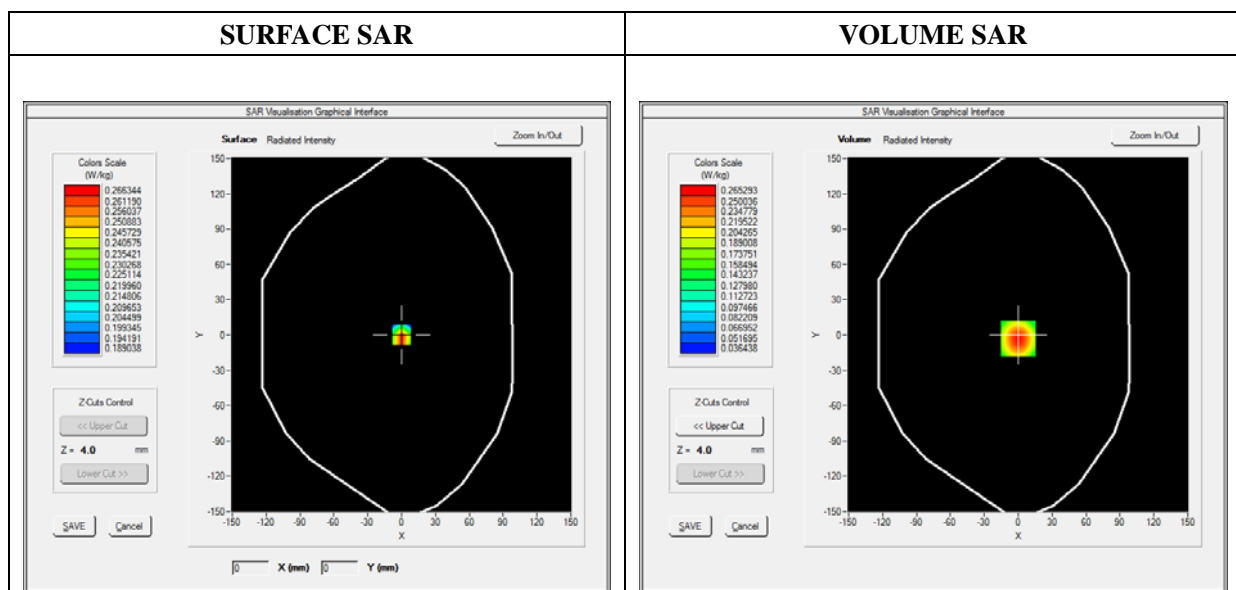 SURFACE SAR
VOLUME SAR
SAR Visualisation Graphical Interface
Surface Radiated Intensity
Zoom In/Out
Colors Scale
(W/kg)
0.266344
0.261190
0.256037
0.250883
0.245729
0.240575
0.235421
0.230268
0.225114
0.219960
0.214806
0.209653
0.204499
0.199345
0.194191
0.189038
150
120
90
60
30
0
-30
-60
-90
-120
-150
Y
-150 -120 -90 -60 -30 0 30 60 90 120 150
X
Z-Cuts Control
<< Upper Cut
Z = 4.0 mm
Lower Cut >>
SAVE Cancel
0 X (mm) 0 Y (mm)
SAR Visualisation Graphical Interface
Volume Radiated Intensity
Zoom In/Out
Colors Scale
(W/kg)
0.265293
0.250036
0.234779
0.219522
0.204265
0.189008
0.173751
0.158494
0.143237
0.127980
0.112723
0.097466
0.082209
0.066952
0.051695
0.036438
150
120
90
60
30
0
-30
-60
-90
-120
-150
Y
-150 -120 -90 -60 -30 0 30 60 90 120 150
X
Z-Cuts Control
<< Upper Cut
Z = 4.0 mm
Lower Cut >>
SAVE Cancel